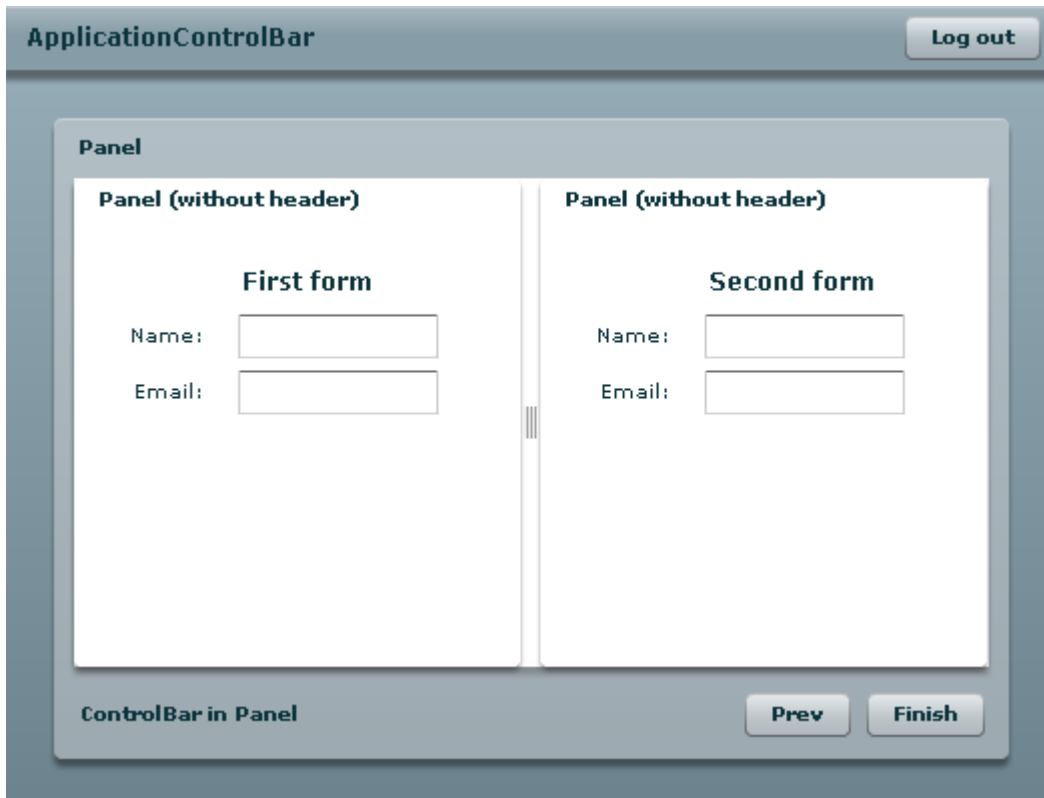 ApplicationControlBar
Log out
Panel
Panel (without header)
First form
Name:
Email:
Panel (without header)
Second form
Name:
Email:
ControlBar in Panel
Prev
Finish